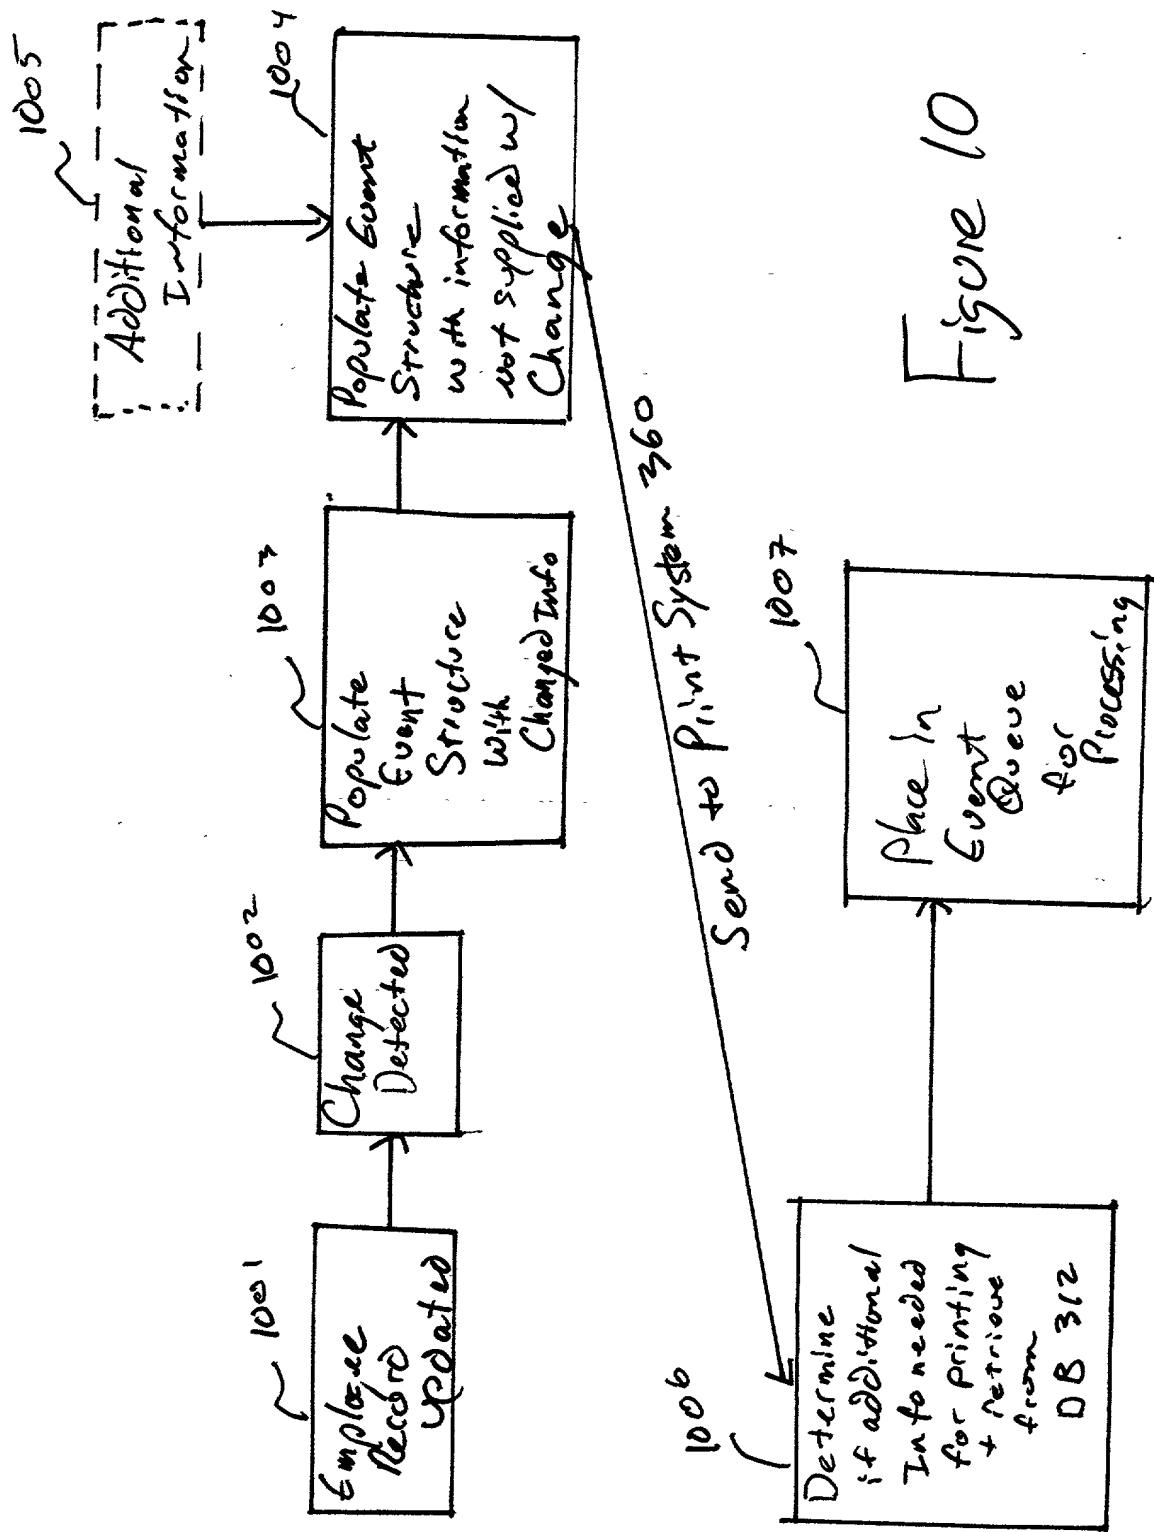 1001
Employee
Record
Updated
1002
Change
Detected
1003
Populate
Event
Structure
with
Changed Info
1004
Populate Event
Structure
with information
not supplied w/
Change
1005
Additional
Information
Send to Print System 360
1006
Determine
if additional
Info needed
for printing
+ retrieve
from
DB 312
1007
Place In
Event
Queue
for
Processing
Figure 10